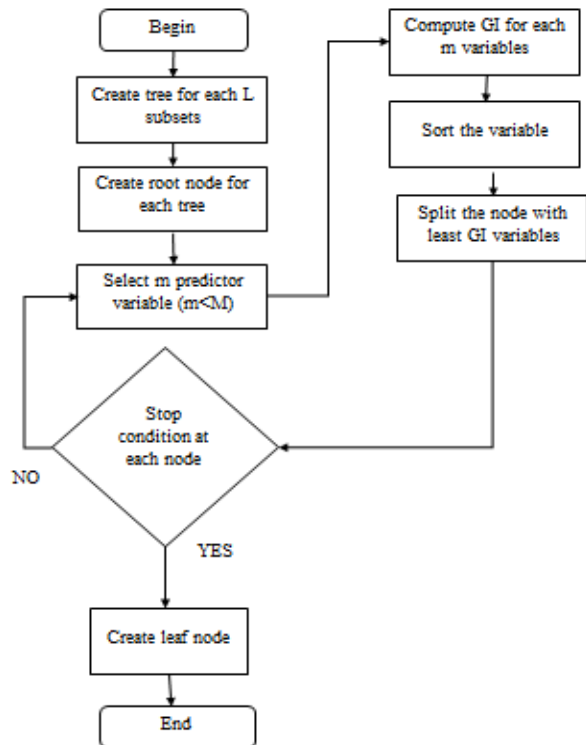 Begin
Create tree for each L
subsets
Create root node for
each tree
Select m predictor
variable (m<M)
Compute GI for each
m variables
Sort the variable
Split the node with
least GI variables
Stop
condition at
each node
NO
YES
Create leaf node
End